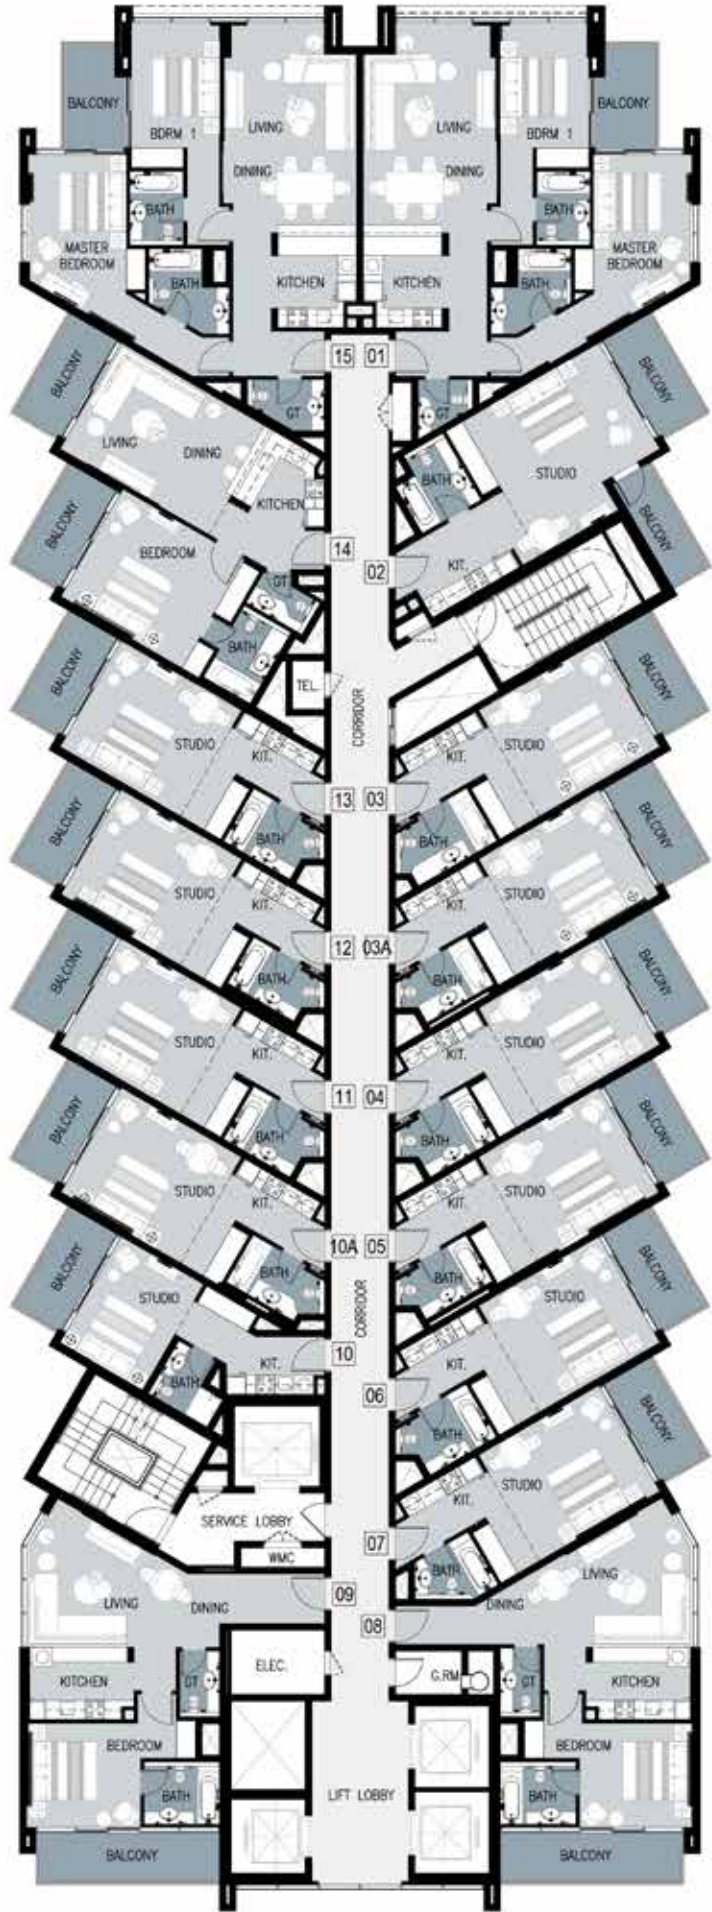 BALCONY
BALCONY
BDRM 1
LIVING
LIVING
BDRM 1
DINING
DINING
BATH
BATH
MASTER
BEDROOM
MASTER
BEDROOM
BATH
KITCHEN
KITCHEN
BATH
15
01
BALCONY
BALCONY
GT
GT
LIVING
DINING
STUDIO
BATH
KITCHEN
BALCONY
BALCONY
BEDROOM
14
KIT.
02
GT
BATH
TEL.
CORRIDOR
BALCONY
BALCONY
STUDIO
KIT.
KIT.
STUDIO
13
03
BATH
BATH
BALCONY
BALCONY
STUDIO
KIT.
KIT.
STUDIO
12
03A
BATH
BATH
BALCONY
BALCONY
STUDIO
KIT.
KIT.
STUDIO
11
04
BATH
BATH
BALCONY
BALCONY
STUDIO
KIT.
KIT.
STUDIO
10A
05
BATH
BATH
BALCONY
BALCONY
STUDIO
STUDIO
CORRIDOR
10
KIT.
KIT.
BATH
06
BALCONY
BATH
STUDIO
KIT.
SERVICE LOBBY
WMC
07
BATH
09
LIVING
DINING
LIVING
DINING
08
ELEC.
G.RM
KITCHEN
GT
GT
KITCHEN
BEDROOM
BEDROOM
BATH
LIFT LOBBY
BATH
BALCONY
BALCONY